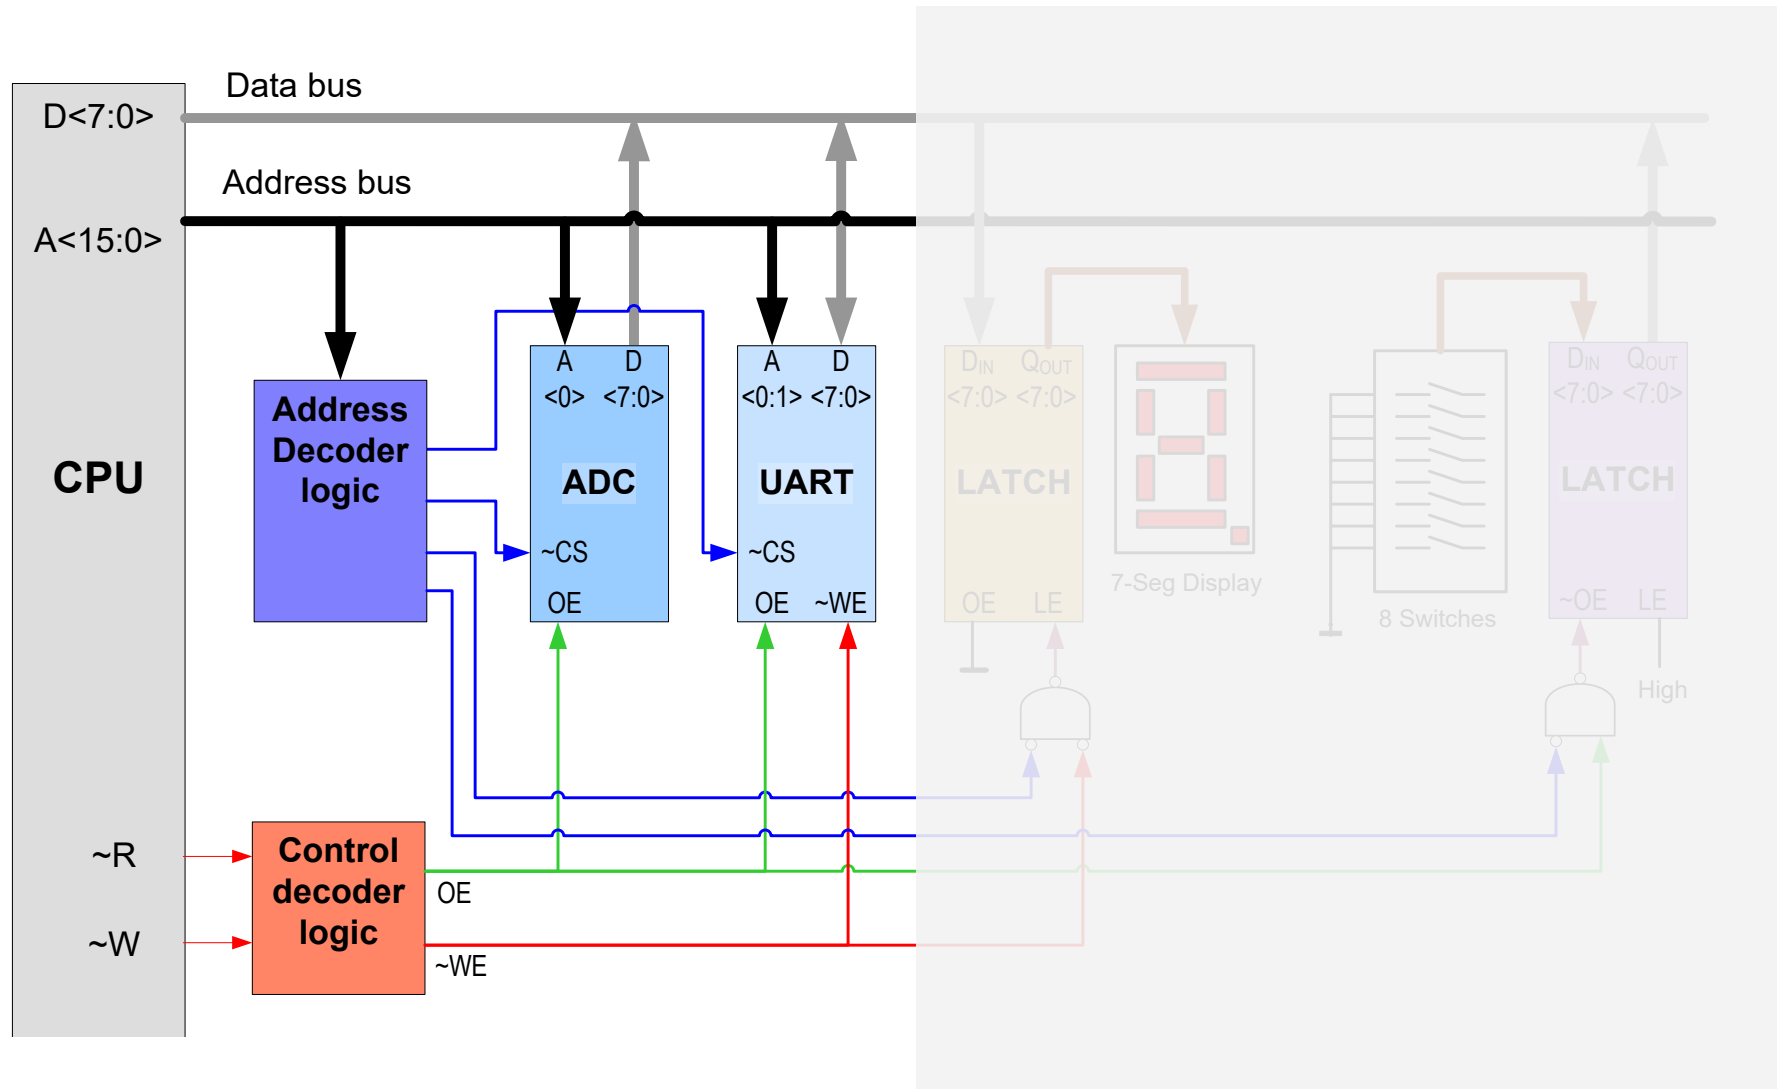 Data bus
D<7:0>
Address bus
A<15:0>
CPU
~R
~W
Address
Decoder
logic
A D
<0> <7:0>
ADC
~CS
OE
A D
<0:1> <7:0>
UART
~CS
OE ~WE
DIN QOUT
<7:0> <7:0>
LATCH
OE LE
7-Seg Display
8 Switches
DIN QOUT
<7:0> <7:0>
LATCH
~OE LE
High
Control
decoder
logic
OE
~WE